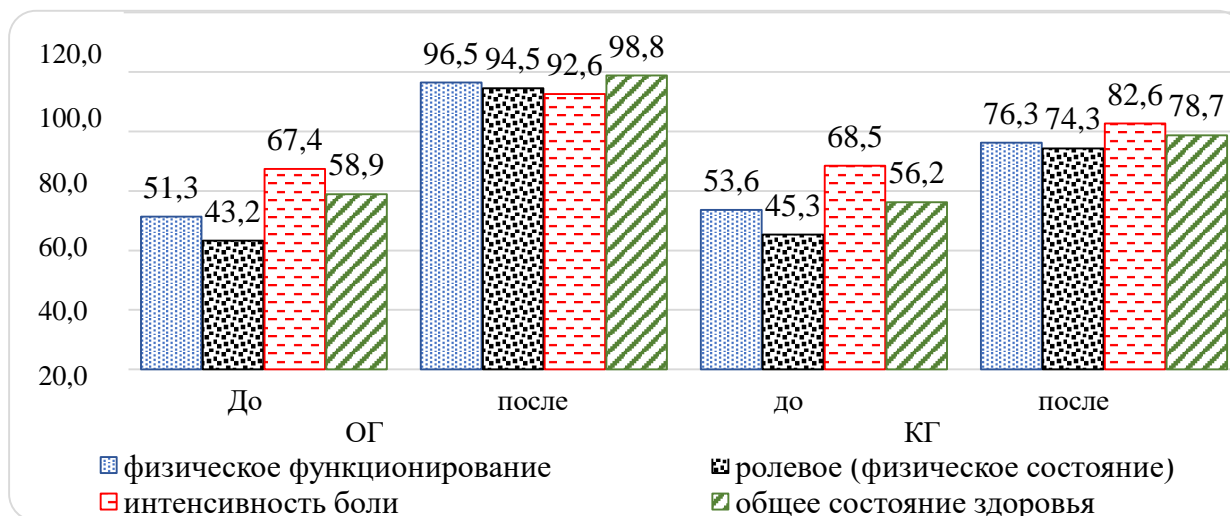 120,0
100,0
80,0
60,0
40,0
20,0
51,3 43,2 67,4 58,9
96,5 94,5 92,6 98,8
53,6 45,3 68,5 56,2
76,3 74,3 82,6 78,7
До после до после
ОГ КГ
физическое функционирование ролевое (физическое состояние)
интенсивность боли общее состояние здоровья